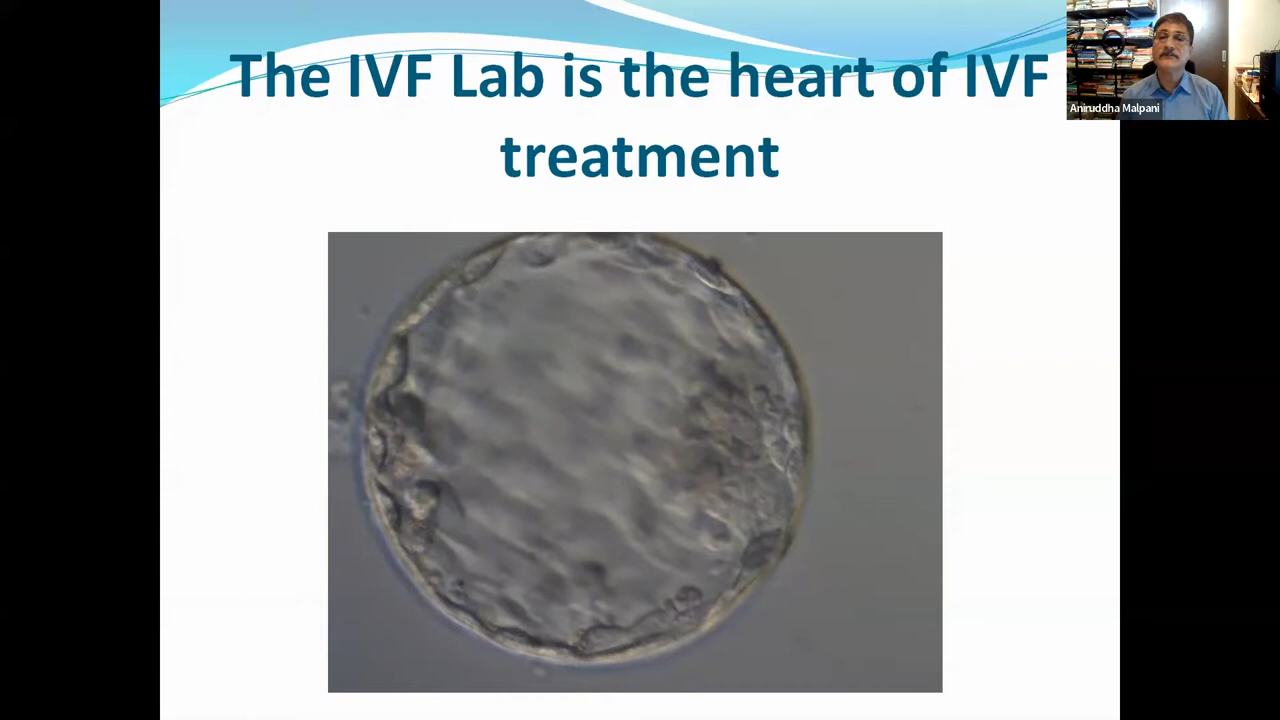 The IVF Lab is the heart of IVF
treatment
Aniruddha Malpani